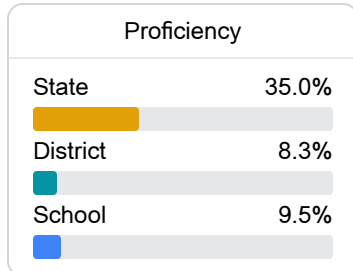 Proficiency
State 35.0%
District 8.3%
School 9.5%